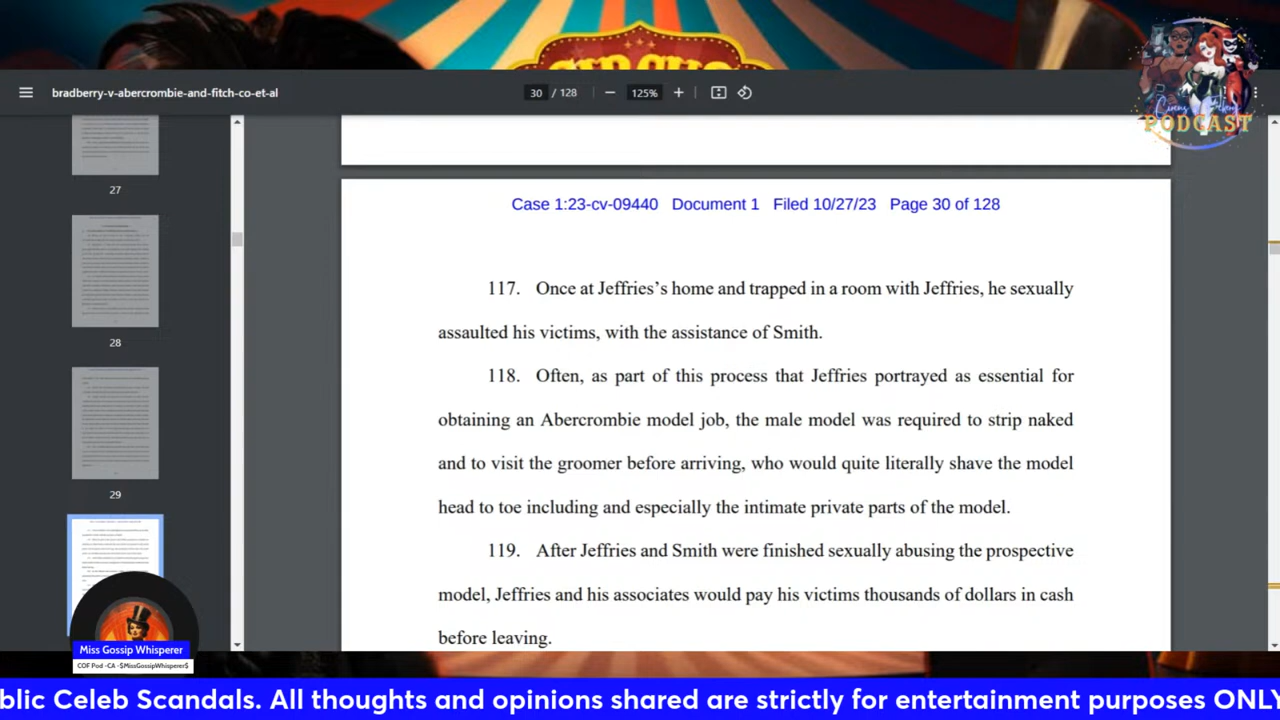 bradberry-v-abercrombie-and-fitch-co-et-al
30 / 128
125%
PODCAST
27
28
29
Case 1:23-cv-09440 Document 1 Filed 10/27/23 Page 30 of 128
117. Once at Jeffries’s home and trapped in a room with Jeffries, he sexually
assaulted his victims, with the assistance of Smith.
118. Often, as part of this process that Jeffries portrayed as essential for
obtaining an Abercrombie model job, the male model was required to strip naked
and to visit the groomer before arriving, who would quite literally shave the model
head to toe including and especially the intimate private parts of the model.
119. After Jeffries and Smith were finished sexually abusing the prospective
model, Jeffries and his associates would pay his victims thousands of dollars in cash
before leaving.
Miss Gossip Whisperer
COF Pod -CA -$MissGossipWhisperer$
blic Celeb Scandals. All thoughts and opinions shared are strictly for entertainment purposes ONLY